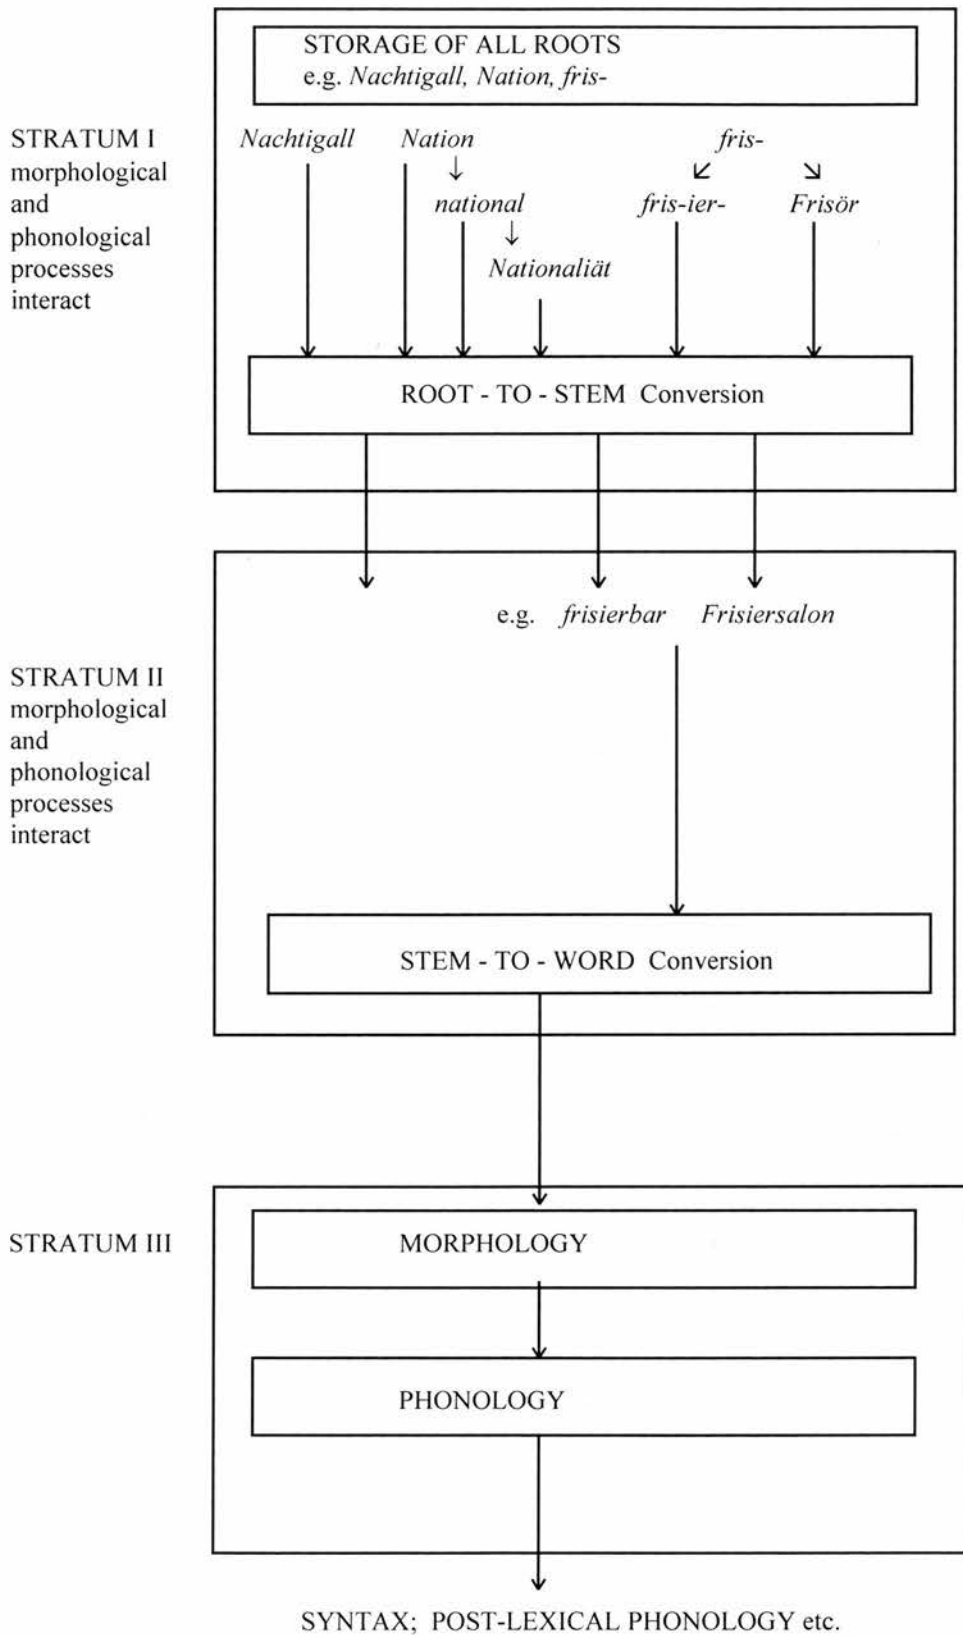 STORAGE OF ALL ROOTS
e.g. Nachtigall, Nation, fris-
STRATUM I
morphological
and
phonological
processes
interact
Nachtigall Nation fris-
↓ ↙ ↘
national fris-ier- Frisör
↓
Nationaliät
ROOT - TO - STEM Conversion
e.g. frisierbar Frisiersalon
STRATUM II
morphological
and
phonological
processes
interact
STEM - TO - WORD Conversion
STRATUM III
MORPHOLOGY
PHONOLOGY
SYNTAX; POST-LEXICAL PHONOLOGY etc.